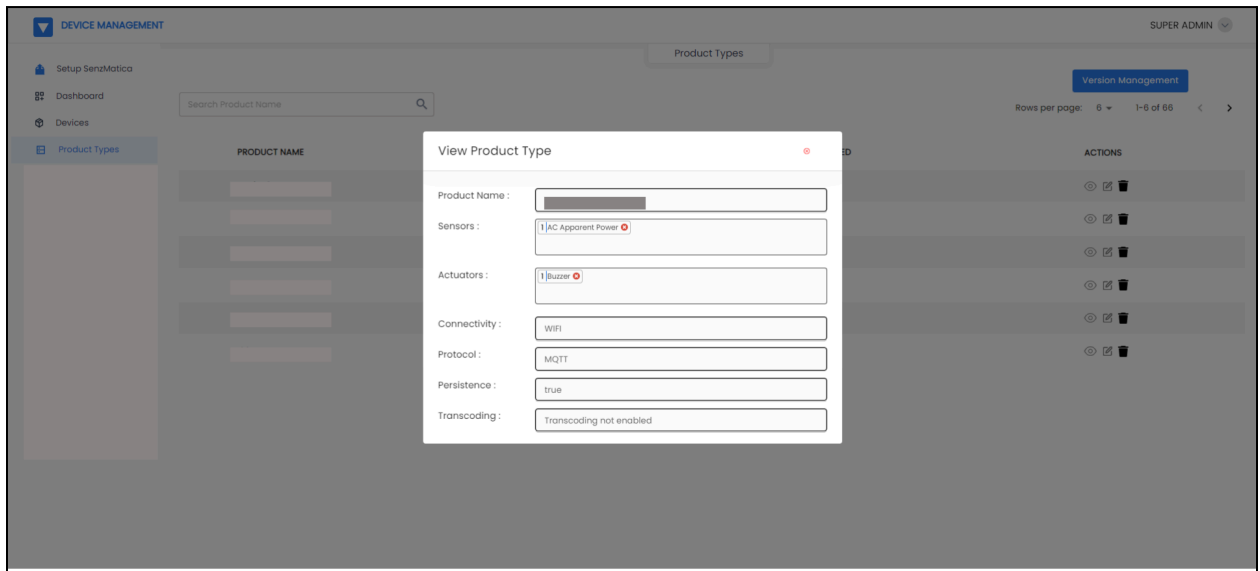 DEVICE MANAGEMENT
SUPER ADMIN
Product Types
Setup SenzMatica
Version Management
Dashboard
Search Product Name
Rows per page: 6 1-6 of 66
Devices
Product Types
PRODUCT NAME
ED
ACTIONS
View Product Type
Product Name :
Sensors :
1 AC Apparent Power
Actuators :
1 Buzzer
Connectivity :
WIFI
Protocol :
MQTT
Persistence :
true
Transcoding :
Transcoding not enabled